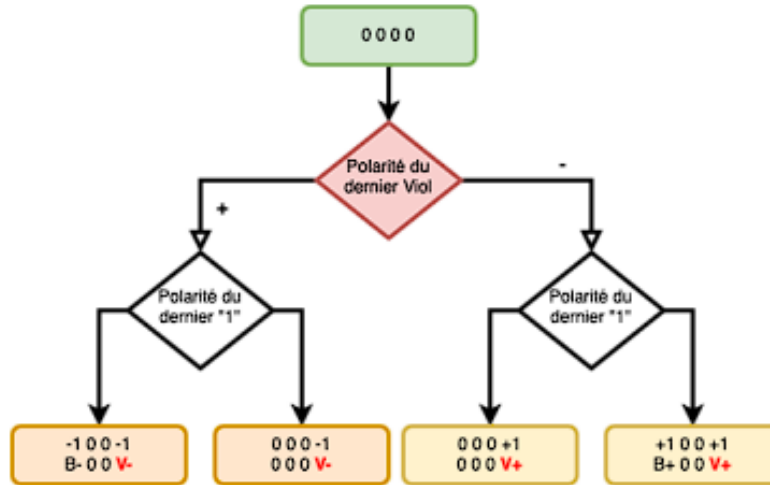 0 0 0 0
Polarité du
dernier Viol
-
+
Polarité du
dernier "1"
Polarité du
dernier "1"
-1 0 0 -1
B- 0 0 V-
0 0 0 -1
0 0 0 V-
0 0 0 +1
0 0 0 V+
+1 0 0 +1
B+ 0 0 V+